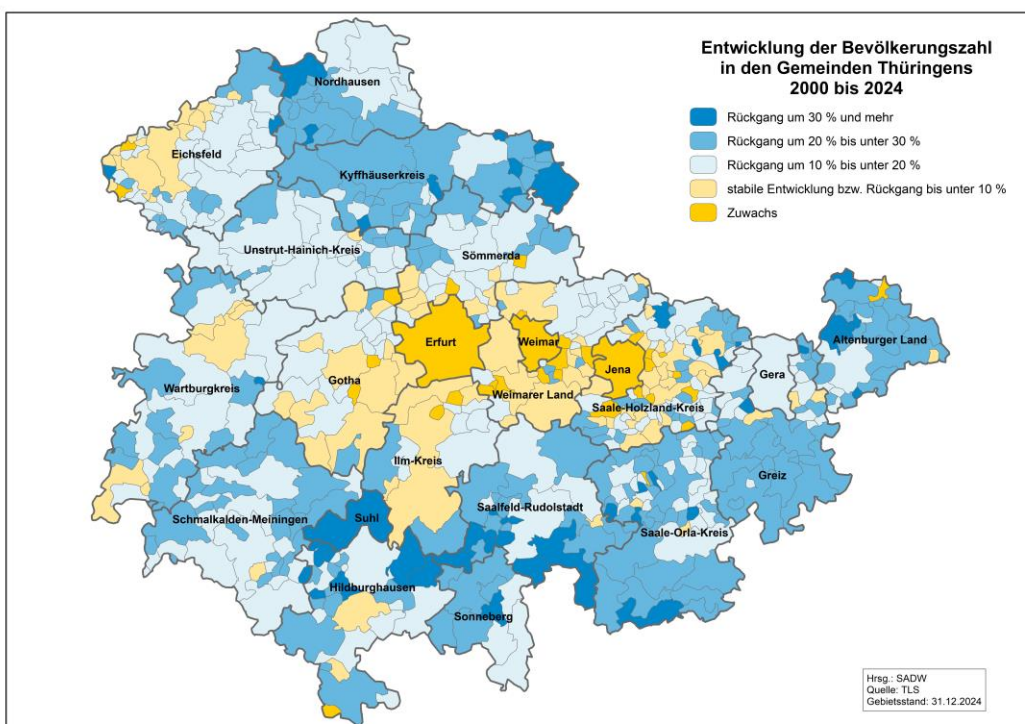 Entwicklung der Bevölkerungszahl
in den Gemeinden Thüringens
2000 bis 2024
Rückgang um 30 % und mehr
Rückgang um 20 % bis unter 30 %
Rückgang um 10 % bis unter 20 %
stabile Entwicklung bzw. Rückgang bis unter 10 %
Zuwachs
Nordhausen
Eichsfeld
Kyffhäuserkreis
Unstrut-Hainich-Kreis
Sömmerda
Erfurt
Weimar
Jena
Altenburger Land
Gera
Gotha
Wartburgkreis
Weimarer Land
Saale-Holzland-Kreis
Ilm-Kreis
Greiz
Saalfeld-Rudolstadt
Suhl
Schmalkalden-Meiningen
Saale-Orla-Kreis
Hildburghausen
Sonneberg
Hrsg.: SADW
Quelle: TLS
Gebietsstand: 31.12.2024